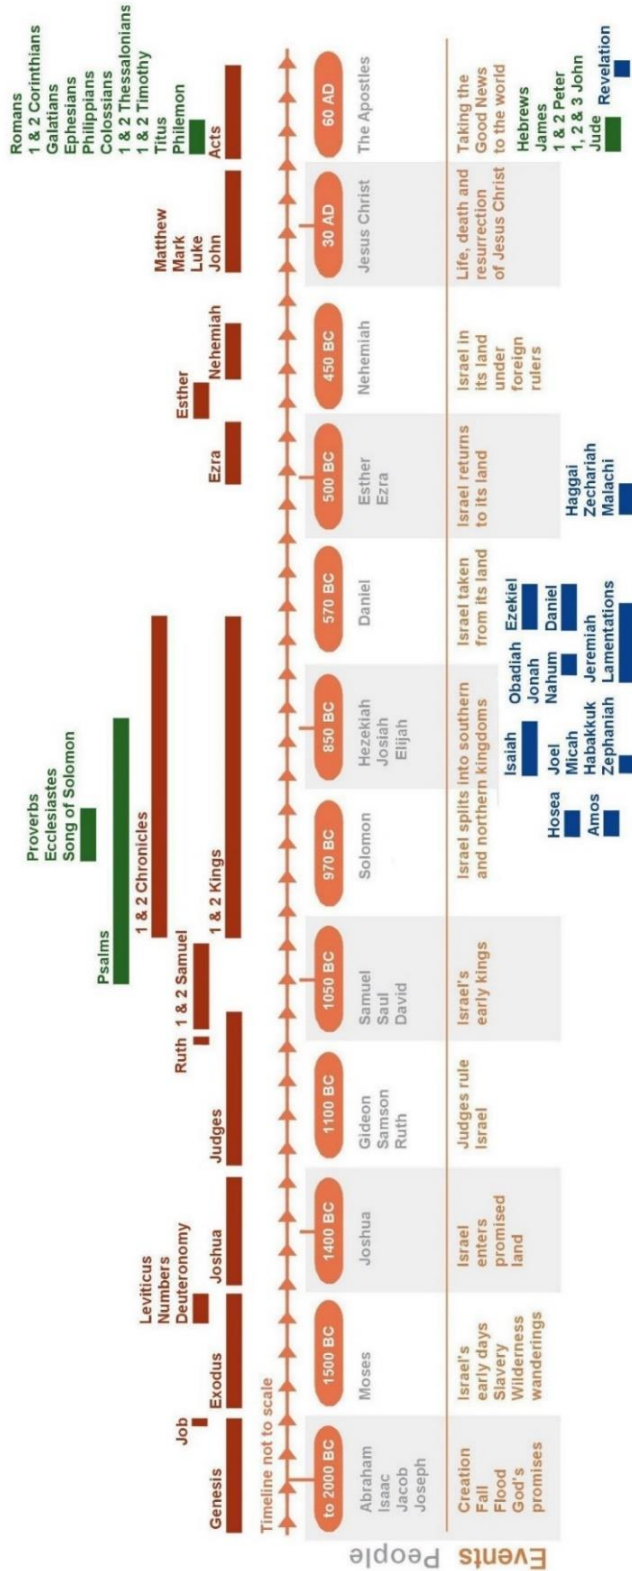 Proverbs
Ecclesiastes
Song of Solomon
Romans
1 & 2 Corinthians
Galatians
Ephesians
Philippians
Colossians
1 & 2 Thessalonians
1 & 2 Timothy
Titus
Philemon
Psalms
1 & 2 Chronicles
Job
Leviticus
Numbers
Deuteronomy
Ruth
1 & 2 Samuel
Esther
Matthew
Mark
Luke
John
Genesis
Exodus
Joshua
Judges
1 & 2 Kings
Ezra
Nehemiah
Acts
Timeline not to scale
to 2000 BC
1500 BC
1400 BC
1100 BC
1050 BC
970 BC
850 BC
570 BC
500 BC
450 BC
30 AD
60 AD
People
Abraham
Isaac
Jacob
Joseph
Moses
Joshua
Gideon
Samson
Ruth
Samuel
Saul
David
Solomon
Hezekiah
Josiah
Elijah
Daniel
Esther
Ezra
Nehemiah
Jesus Christ
The Apostles
Events
Creation
Fall
Flood
God's
promises
Israel's
early days
Slavery
Wilderness
wanderings
Israel
enters
promised
land
Judges rule
Israel
Israel's
early kings
Israel splits into southern
and northern kingdoms
Israel taken
from its land
Israel returns
to its land
Israel in
its land
under
foreign
rulers
Life, death and
resurrection
of Jesus Christ
Taking the
Good News
to the world
Hosea
Amos
Isaiah
Joel
Micah
Habakkuk
Zephaniah
Obadiah
Jonah
Nahum
Jeremiah
Lamentations
Ezekiel
Daniel
Haggai
Zechariah
Malachi
Hebrews
James
1 & 2 Peter
1, 2 & 3 John
Jude
Revelation